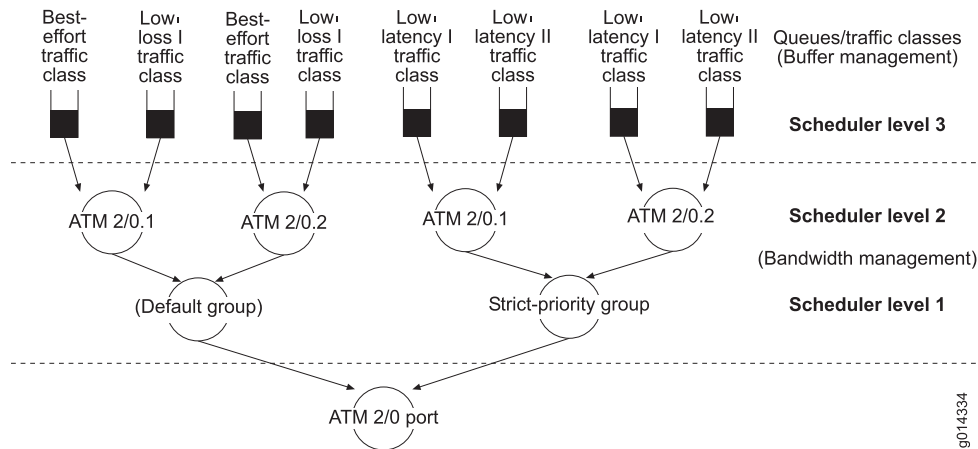 Best-
effort
traffic
class
Low-
loss I
traffic
class
Best-
effort
traffic
class
Low-
loss I
traffic
class
Low-
latency I
traffic
class
Low-
latency II
traffic
class
Low-
latency I
traffic
class
Low-
latency II
traffic
class
Queues/traffic classes
(Buffer management)
Scheduler level 3
ATM 2/0.1
ATM 2/0.2
ATM 2/0.1
ATM 2/0.2
Scheduler level 2
(Bandwidth management)
(Default group)
Strict-priority group
Scheduler level 1
ATM 2/0 port
g014334